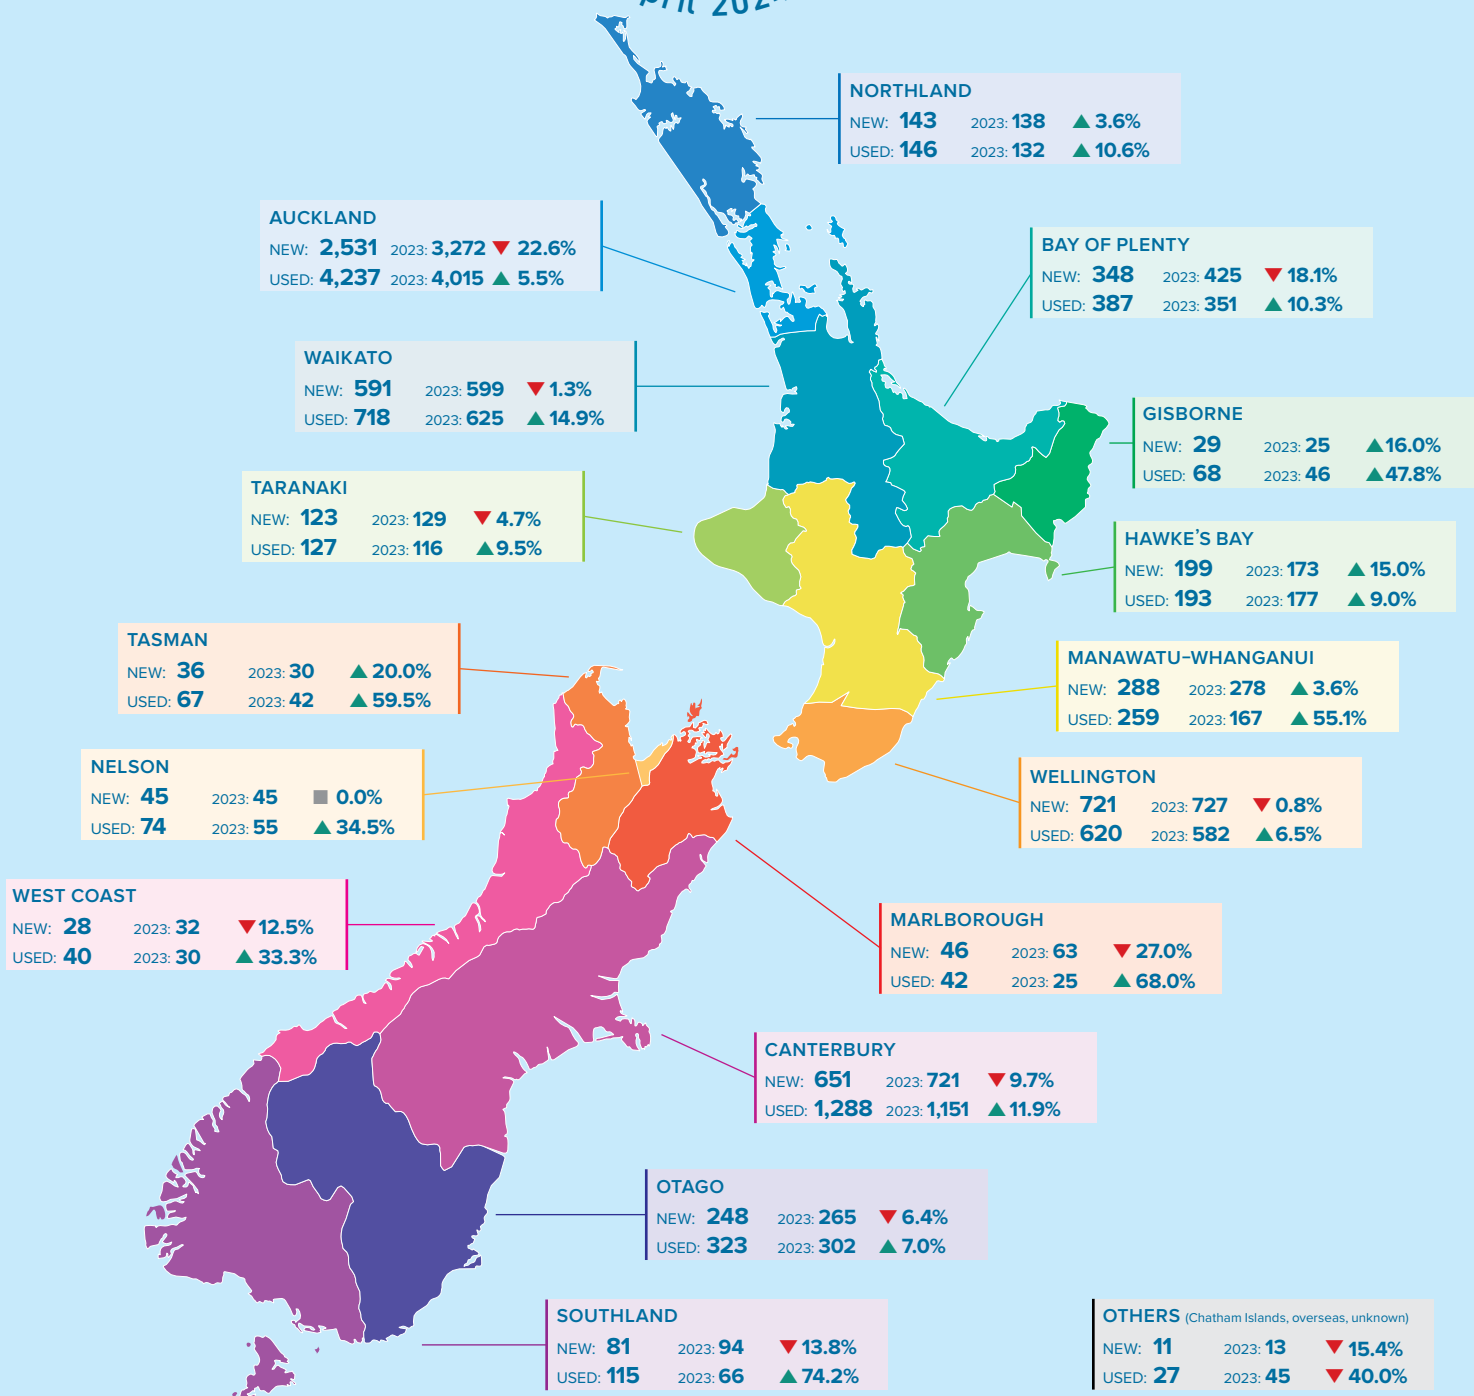 NORTHLAND
NEW: 143 2023: 138 ▲ 3.6%
USED: 146 2023: 132 ▲ 10.6%
AUCKLAND
NEW: 2,531 2023: 3,272 ▼ 22.6%
USED: 4,237 2023: 4,015 ▲ 5.5%
BAY OF PLENTY
NEW: 348 2023: 425 ▼ 18.1%
USED: 387 2023: 351 ▲ 10.3%
WAIKATO
NEW: 591 2023: 599 ▼ 1.3%
USED: 718 2023: 625 ▲ 14.9%
GISBORNE
NEW: 29 2023: 25 ▲ 16.0%
USED: 68 2023: 46 ▲ 47.8%
TARANAKI
NEW: 123 2023: 129 ▼ 4.7%
USED: 127 2023: 116 ▲ 9.5%
HAWKE'S BAY
NEW: 199 2023: 173 ▲ 15.0%
USED: 193 2023: 177 ▲ 9.0%
TASMAN
NEW: 36 2023: 30 ▲ 20.0%
USED: 67 2023: 42 ▲ 59.5%
MANAWATU-WHANGANUI
NEW: 288 2023: 278 ▲ 3.6%
USED: 259 2023: 167 ▲ 55.1%
NELSON
NEW: 45 2023: 45 ■ 0.0%
USED: 74 2023: 55 ▲ 34.5%
WELLINGTON
NEW: 721 2023: 727 ▼ 0.8%
USED: 620 2023: 582 ▲ 6.5%
WEST COAST
NEW: 28 2023: 32 ▼ 12.5%
USED: 40 2023: 30 ▲ 33.3%
MARLBOROUGH
NEW: 46 2023: 63 ▼ 27.0%
USED: 42 2023: 25 ▲ 68.0%
CANTERBURY
NEW: 651 2023: 721 ▼ 9.7%
USED: 1,288 2023: 1,151 ▲ 11.9%
OTAGO
NEW: 248 2023: 265 ▼ 6.4%
USED: 323 2023: 302 ▲ 7.0%
SOUTHLAND
NEW: 81 2023: 94 ▼ 13.8%
USED: 115 2023: 66 ▲ 74.2%
OTHERS (Chatham Islands, overseas, unknown)
NEW: 11 2023: 13 ▼ 15.4%
USED: 27 2023: 45 ▼ 40.0%